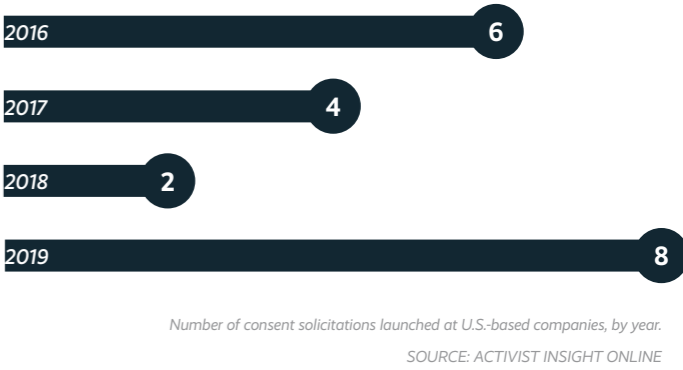 2016 6
2017 4
2018 2
2019 8
Number of consent solicitations launched at U.S.-based companies, by year.
SOURCE: ACTIVIST INSIGHT ONLINE